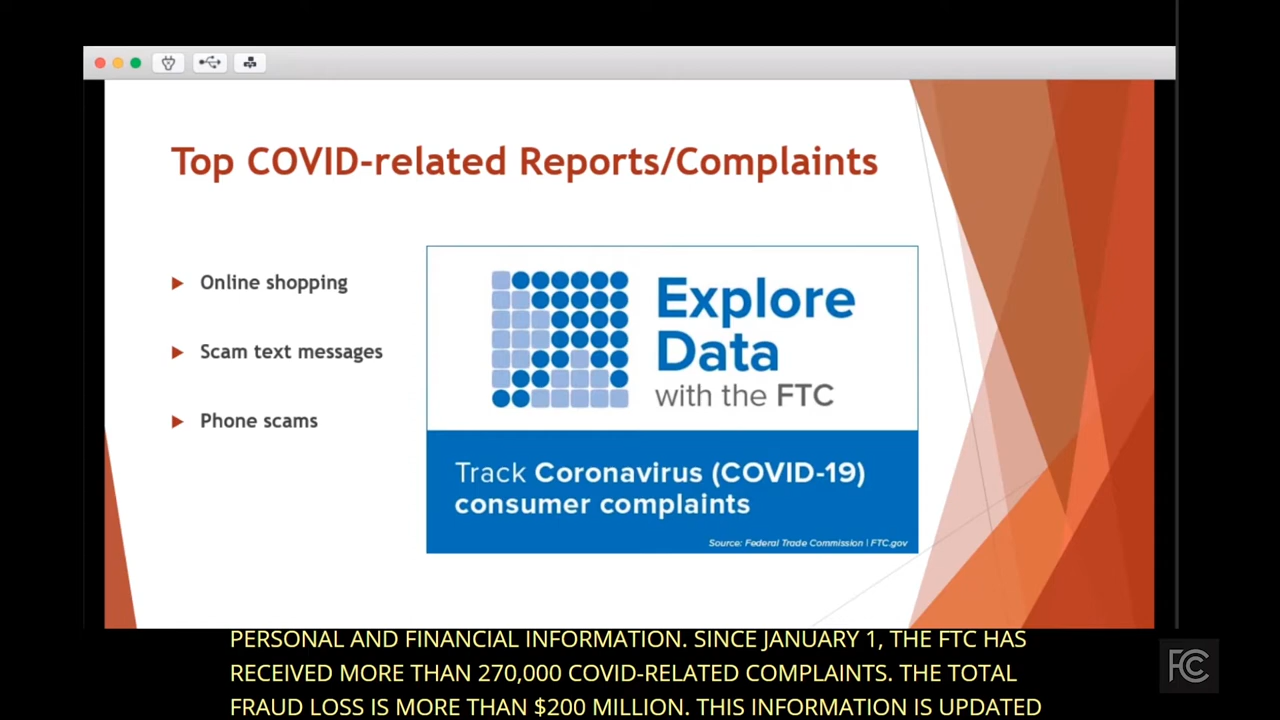 Top COVID-related Reports/Complaints
Online shopping
Scam text messages
Phone scams
Explore
Data
with the FTC
Track Coronavirus (COVID-19)
consumer complaints
Source: Federal Trade Commission | FTC.gov
PERSONAL AND FINANCIAL INFORMATION. SINCE JANUARY 1, THE FTC HAS
RECEIVED MORE THAN 270,000 COVID-RELATED COMPLAINTS. THE TOTAL
FRAUD LOSS IS MORE THAN $200 MILLION. THIS INFORMATION IS UPDATED
FCC